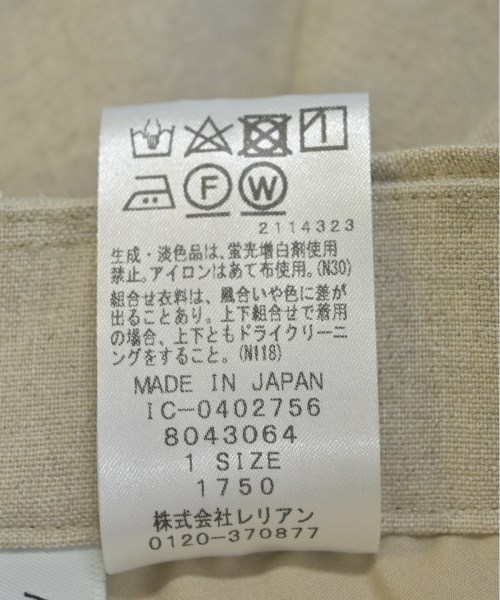 F W
2114323
生成・淡色品は、蛍光増白剤使用
禁止。アイロンはあて布使用。(N30)
組合せ衣料は、風合いや色に差が
出ることあり。上下組合せで着用
の場合、上下ともドライクリーニ
ングをすること。(N118)
MADE IN JAPAN
IC-0402756
8043064
1 SIZE
1750
株式会社レリアン
0120-370877